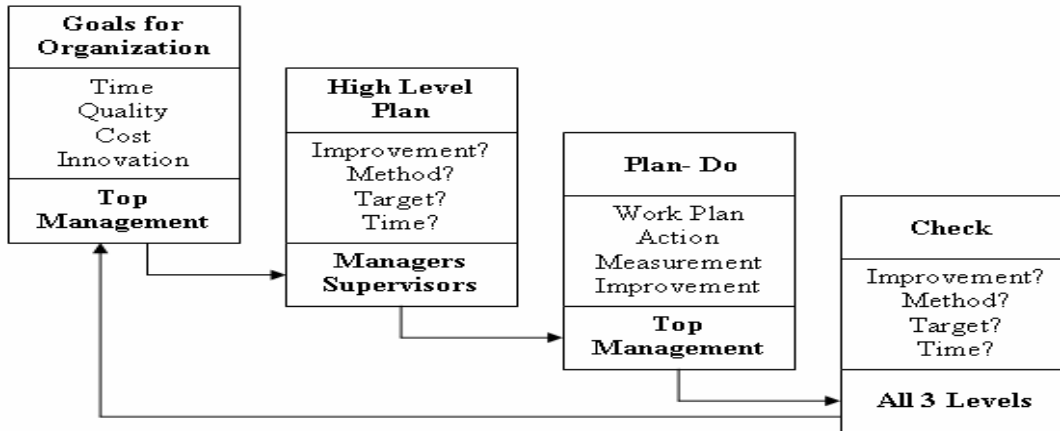 Goals for
Organization
Time
Quality
Cost
Innovation
Top
Management
High Level
Plan
Improvement?
Method?
Target?
Time?
Managers
Supervisors
Plan- Do
Work Plan
Action
Measurement
Improvement
Top
Management
Check
Improvement?
Method?
Target?
Time?
All 3 Levels